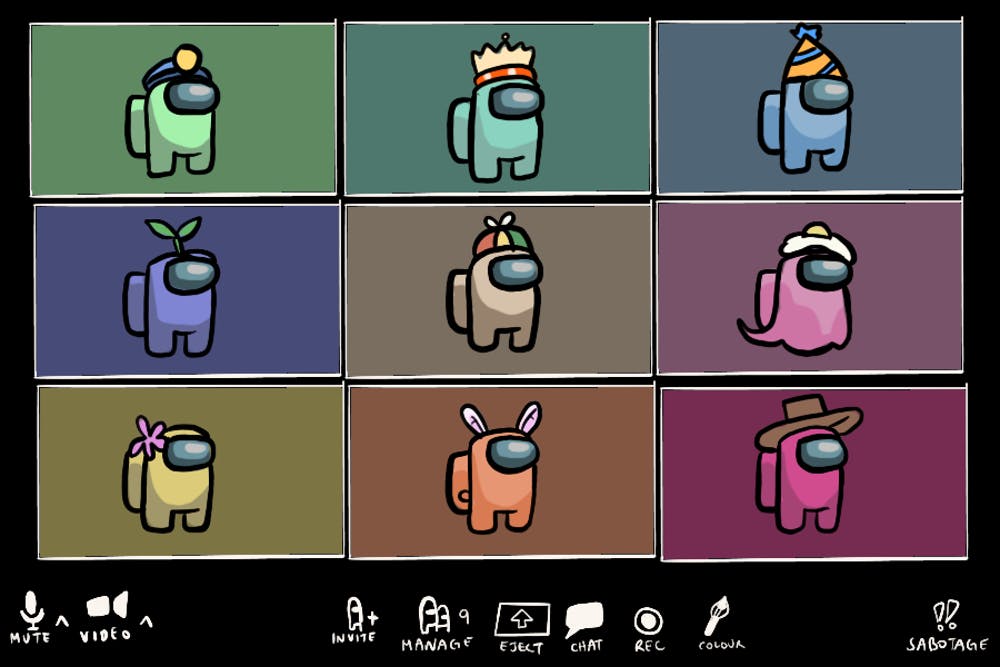 MUTE
VIDEO
INVITE
MANAGE
9
EJECT
CHAT
REC
COLOUR
!!
SABOTAGE